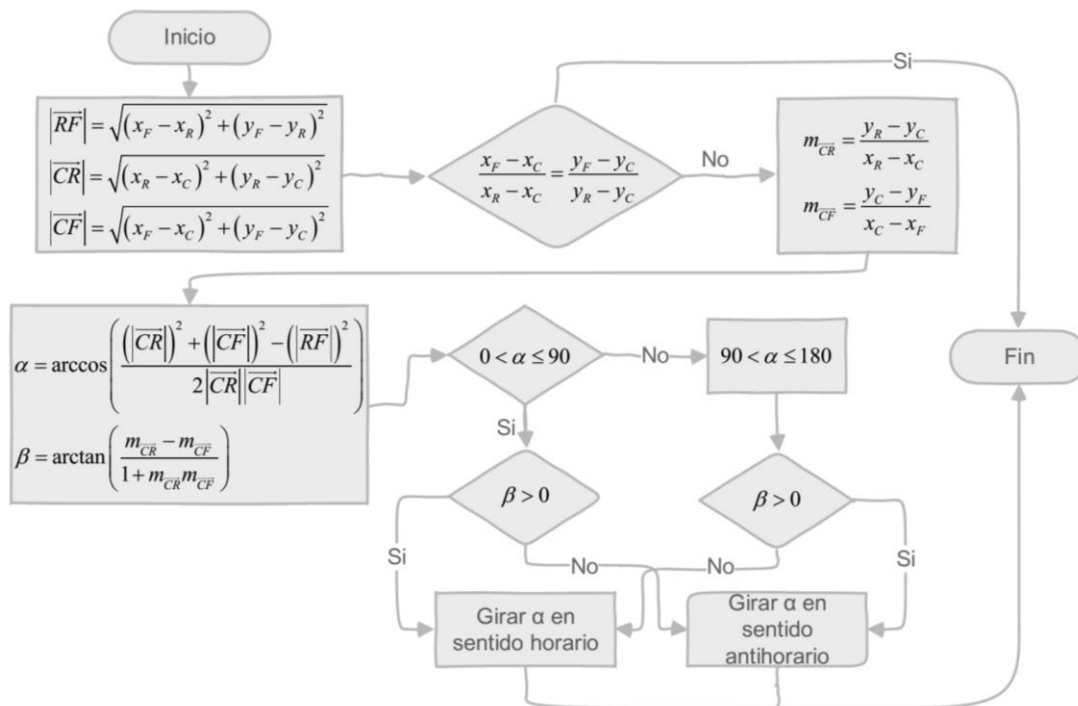 Inicio
|RF| = √((x_F − x_R)² + (y_F − y_R)²)
|CR| = √((x_R − x_C)² + (y_R − y_C)²)
|CF| = √((x_F − x_C)² + (y_F − y_C)²)
(x_F − x_C)/(x_R − x_C) = (y_F − y_C)/(y_R − y_C)
Si
No
m_CR = (y_R − y_C)/(x_R − x_C)
m_CF = (y_C − y_F)/(x_C − x_F)
α = arccos(((|CR|)² + (|CF|)² − (|RF|)²)/(2|CR||CF|))
β = arctan((m_CR − m_CF)/(1 + m_CR m_CF))
0 < α ≤ 90
No
90 < α ≤ 180
Fin
Si
β > 0
β > 0
Si
No
No
Si
Girar α en
sentido horario
Girar α en
sentido
antihorario